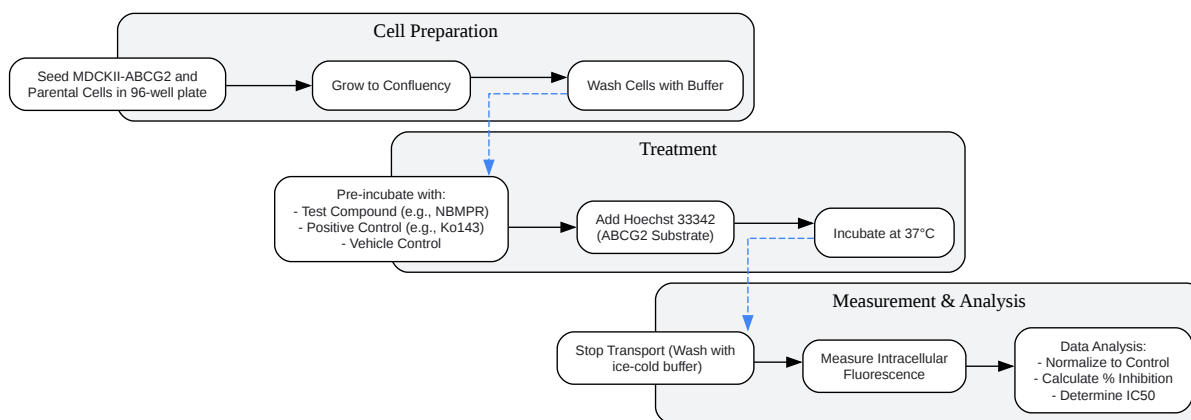 Cell Preparation
Seed MDCKII-ABCG2 and
Parental Cells in 96-well plate
Grow to Confluency
Wash Cells with Buffer
Treatment
Pre-incubate with:
- Test Compound (e.g., NBMPR)
- Positive Control (e.g., Ko143)
- Vehicle Control
Add Hoechst 33342
(ABCG2 Substrate)
Incubate at 37°C
Measurement & Analysis
Stop Transport (Wash with
ice-cold buffer)
Measure Intracellular
Fluorescence
Data Analysis:
- Normalize to Control
- Calculate % Inhibition
- Determine IC50